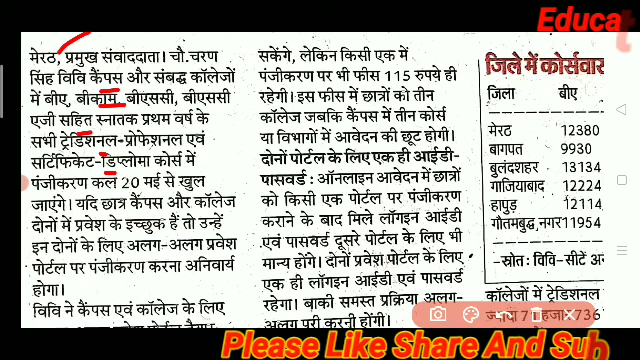 Educat
मेरठ, प्रमुख संवाददाता। चौ.चरण
सिंह विवि कैंपस और संबद्ध कॉलेजों
में बीए, बीकॉम, बीएससी, बीएससी
एजी सहित स्नातक प्रथम वर्ष के
सभी ट्रेडिशनल-प्रोफेशनल एवं
सर्टिफिकेट-डिप्लोमा कोर्स में
पंजीकरण कल 20 मई से खुल
जाएंगे। यदि छात्र कैंपस और कॉलेज
दोनों में प्रवेश के इच्छुक हैं तो उन्हें
इन दोनों के लिए अलग-अलग प्रवेश
पोर्टल पर पंजीकरण करना अनिवार्य
होगा।
विवि ने कैंपस एवं कॉलेज के लिए
सकेंगे, लेकिन किसी एक में
पंजीकरण पर भी फीस 115 रुपये ही
रहेगी। इस फीस में छात्रों को तीन
कॉलेज जबकि कैंपस में तीन कोर्स
या विभागों में आवेदन की छूट होगी।
दोनों पोर्टल के लिए एक ही आईडी-
पासवर्ड : ऑनलाइन आवेदन में छात्रों
को किसी एक पोर्टल पर पंजीकरण
कराने के बाद मिले लॉगइन आईडी
एवं पासवर्ड दूसरे पोर्टल के लिए भी
मान्य होंगे। दोनों प्रवेश पोर्टल के लिए
एक ही लॉगइन आईडी एवं पासवर्ड
रहेगा। बाकी समस्त प्रक्रिया अलग-
अलग पूरी करनी होंगी।
जिले में कोर्सवार
जिला बीए
मेरठ 12380
बागपत 9930
बुलंदशहर 13134
गाजियाबाद 12224
हापुड़ 12114
गौतमबुद्ध नगर 11954
-स्रोत: विवि-सीटें
कॉलेजों में ट्रेडिशनल
Please Like Share And Sub